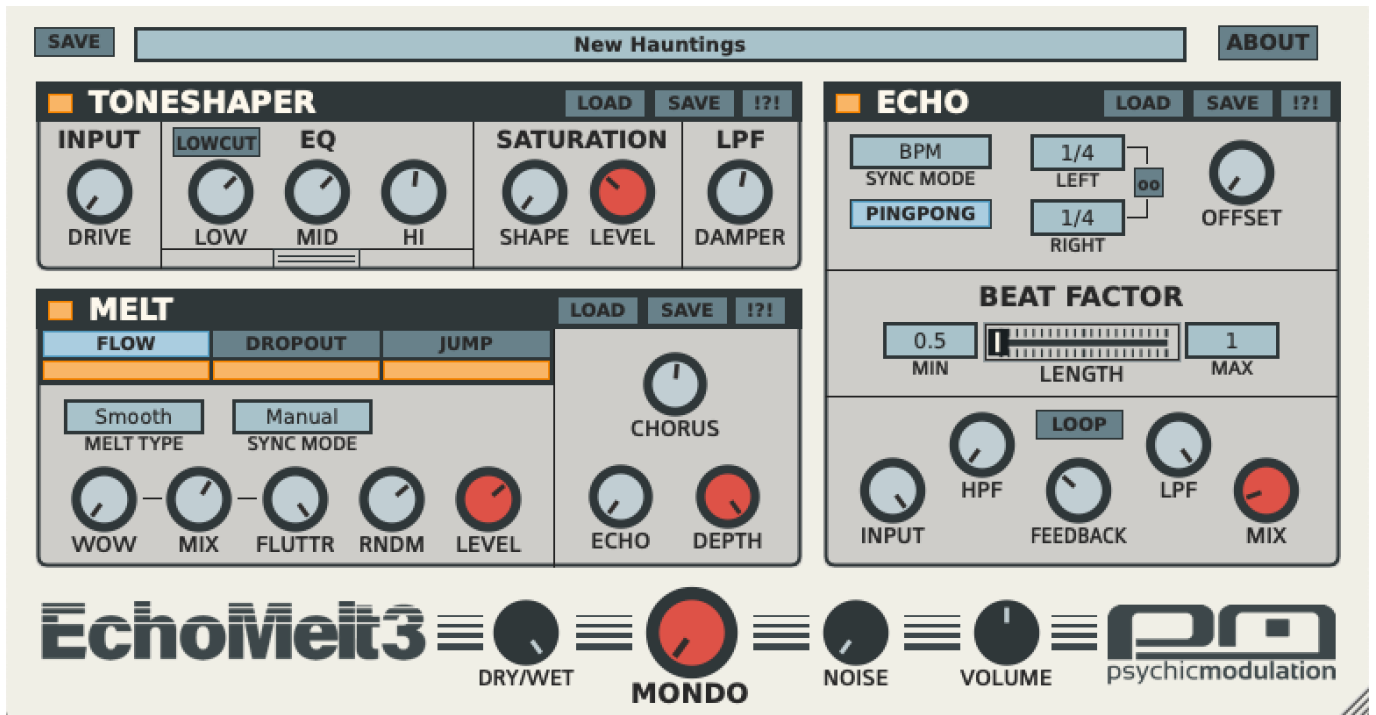 SAVE New Hauntings ABOUT
TONESHAPER LOAD SAVE !?!
INPUT LOWCUT EQ SATURATION LPF
DRIVE LOW MID HI SHAPE LEVEL DAMPER
MELT LOAD SAVE !?!
FLOW DROPOUT JUMP
Smooth Manual
MELT TYPE SYNC MODE
WOW MIX FLUTTR RNDM LEVEL
CHORUS
ECHO DEPTH
ECHO LOAD SAVE !?!
BPM 1/4
SYNC MODE LEFT
PINGPONG 1/4 OFFSET
RIGHT
BEAT FACTOR
0.5 1
MIN LENGTH MAX
LOOP
HPF LPF
INPUT FEEDBACK MIX
EchoMelt3
DRY/WET MONDO NOISE VOLUME
psychicmodulation